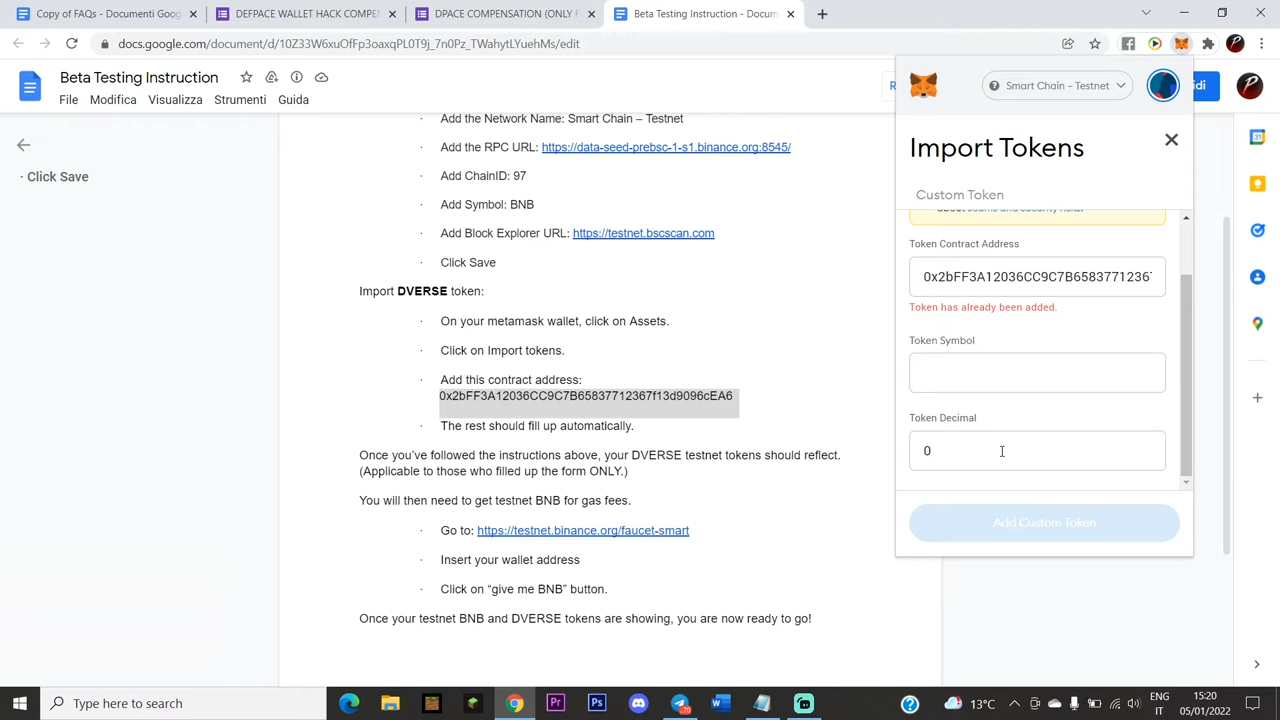 Copy of FAQs - Documenti Goog
DEFPACE WALLET HACK COMPEN
DPACE COMPENSATION (ONLY F
Beta Testing Instruction - Docum
docs.google.com/document/d/10Z33W6xuOfFp3oaxqPL0T9j_7n0Pz_TWahytLYuehMs/edit
Beta Testing Instruction
File Modifica Visualizza Strumenti Guida
idi
Smart Chain – Testnet
Import Tokens
Custom Token
Token Contract Address
0x2bFF3A12036CC9C7B65837712367
Token has already been added.
Token Symbol
Token Decimal
0
Add Custom Token
· Click Save
· Add the Network Name: Smart Chain – Testnet
· Add the RPC URL: https://data-seed-prebsc-1-s1.binance.org:8545/
· Add ChainID: 97
· Add Symbol: BNB
· Add Block Explorer URL: https://testnet.bscscan.com
· Click Save
Import DVERSE token:
· On your metamask wallet, click on Assets.
· Click on Import tokens.
· Add this contract address:
0x2bFF3A12036CC9C7B65837712367f13d9096cEA6
· The rest should fill up automatically.
Once you’ve followed the instructions above, your DVERSE testnet tokens should reflect.
(Applicable to those who filled up the form ONLY.)
You will then need to get testnet BNB for gas fees.
· Go to: https://testnet.binance.org/faucet-smart
· Insert your wallet address
· Click on “give me BNB” button.
Once your testnet BNB and DVERSE tokens are showing, you are now ready to go!
Type here to search
13°C
ENG
IT
15:20
05/01/2022